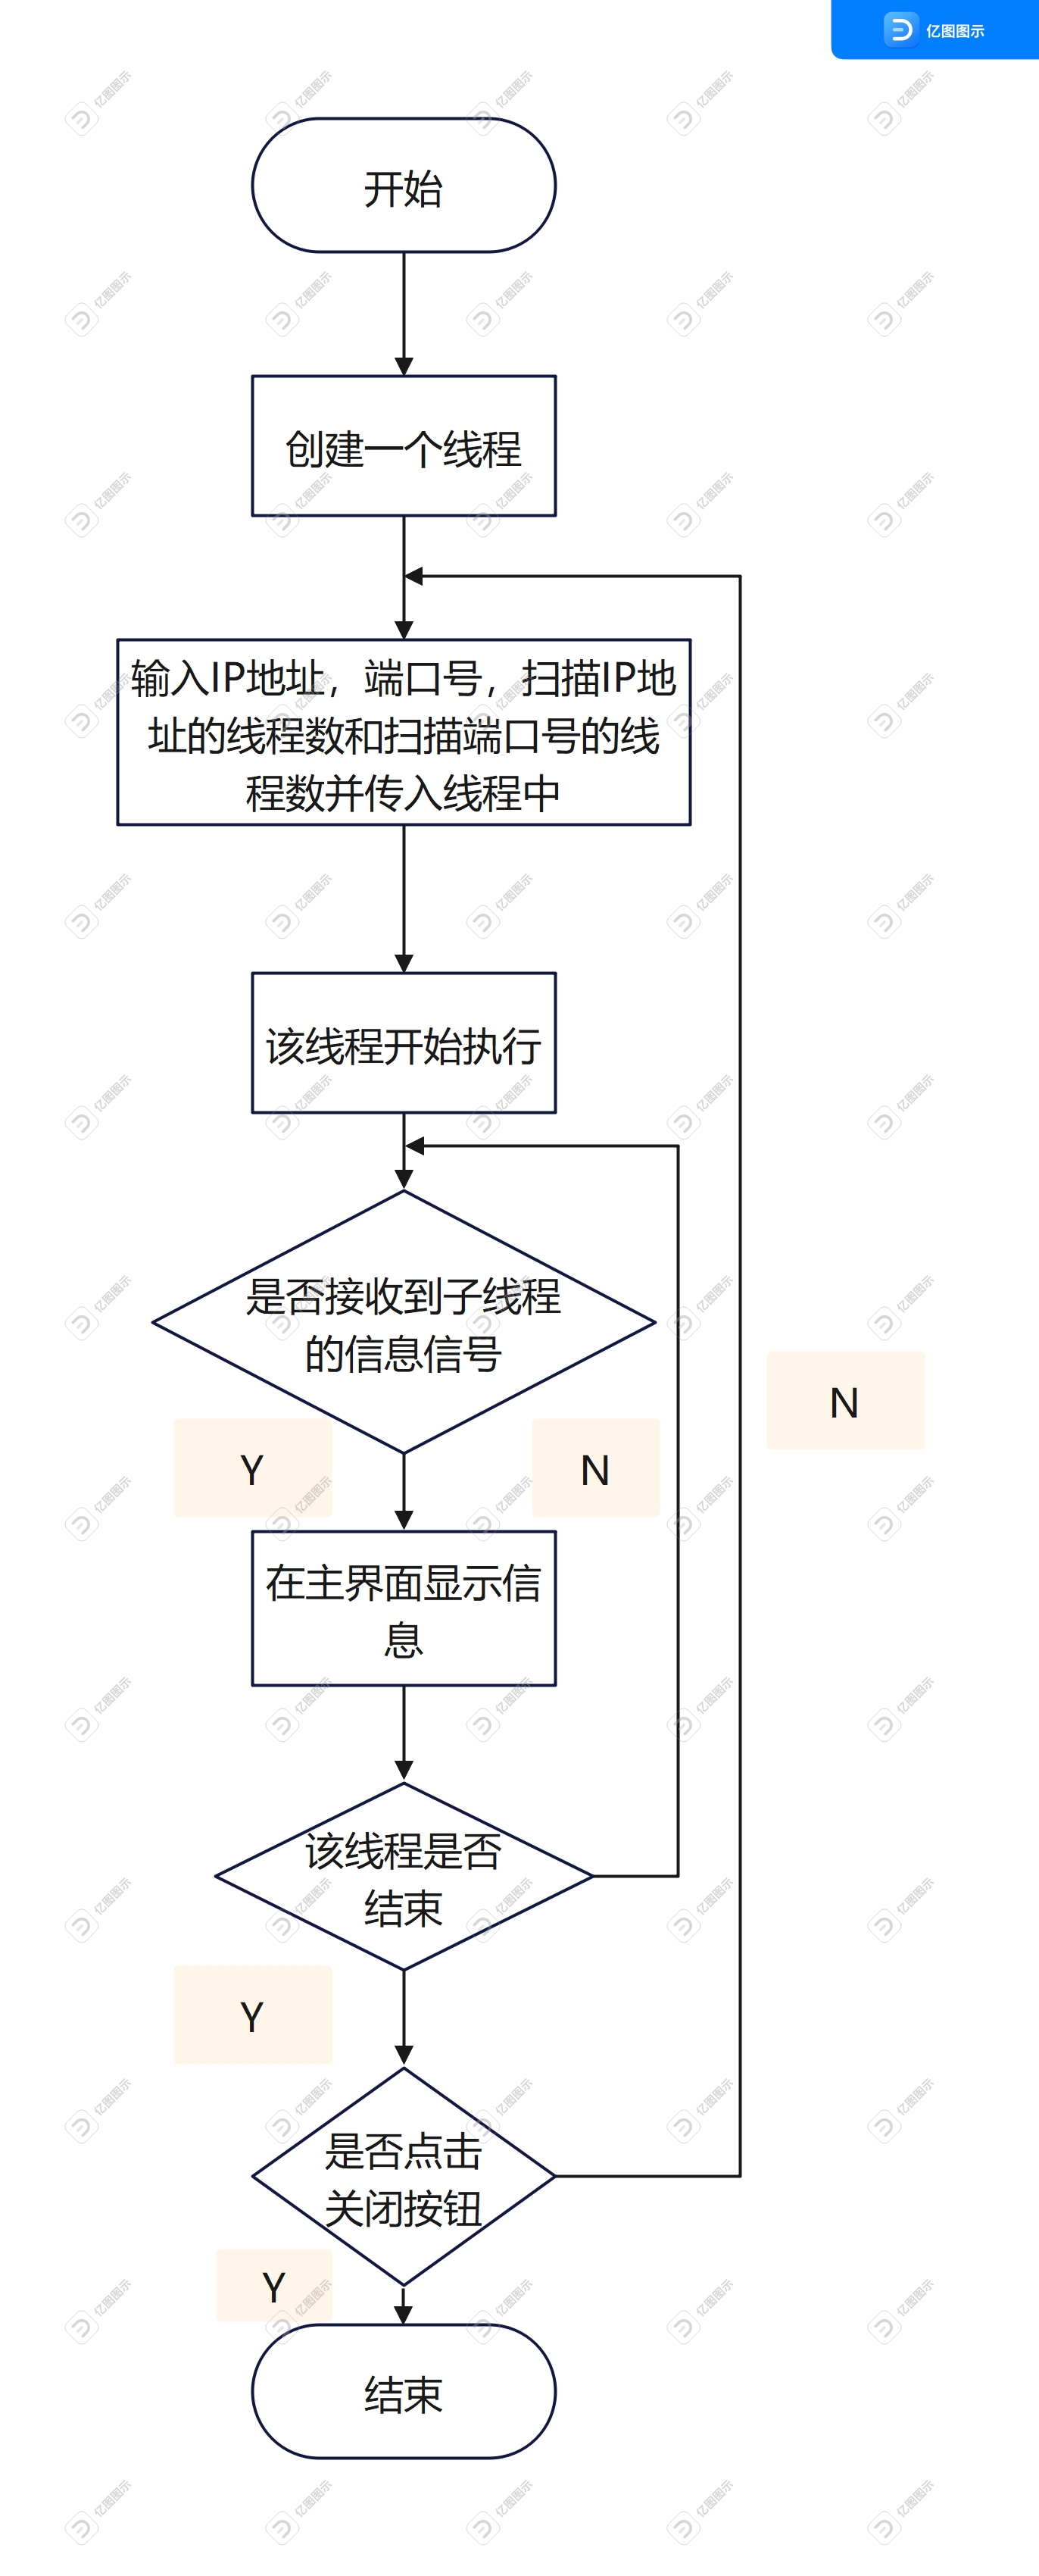 亿图图示
开始
创建一个线程
输入IP地址，端口号，扫描IP地
址的线程数和扫描端口号的线
程数并传入线程中
该线程开始执行
是否接收到子线程
的信息信号
N
Y
N
在主界面显示信
息
该线程是否
结束
Y
是否点击
关闭按钮
Y
结束